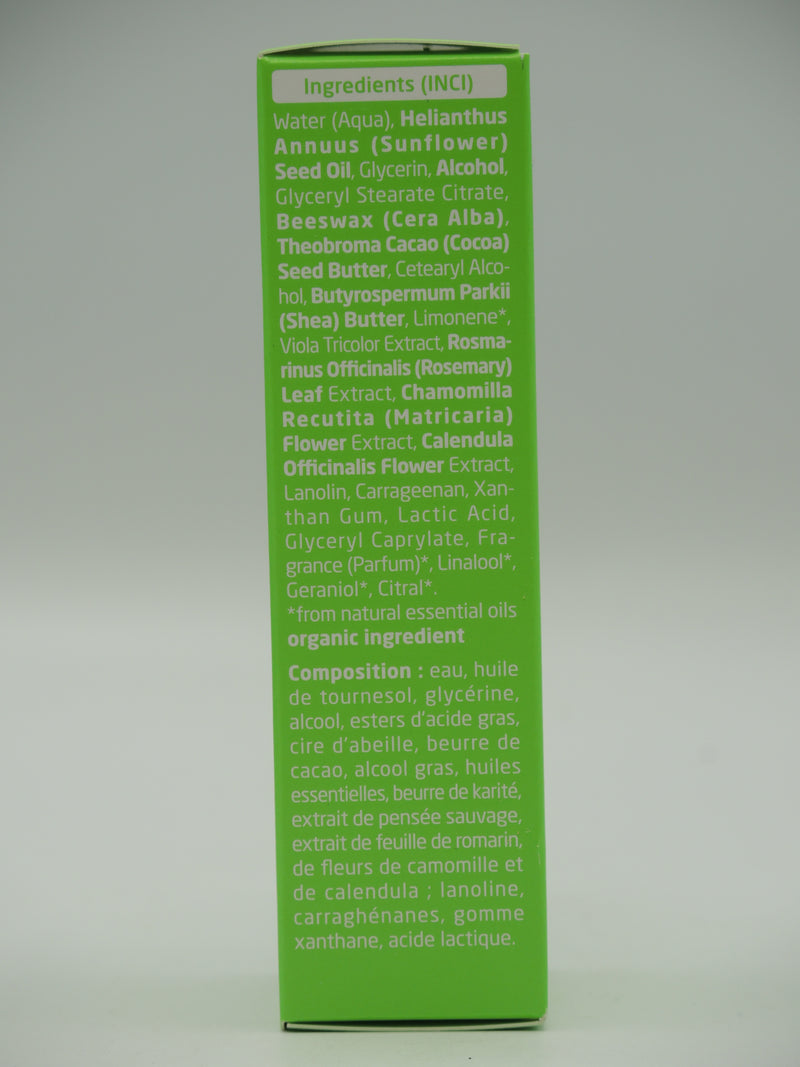 Ingredients (INCI)
Water (Aqua), Helianthus
Annuus (Sunflower)
Seed Oil, Glycerin, Alcohol,
Glyceryl Stearate Citrate,
Beeswax (Cera Alba),
Theobroma Cacao (Cocoa)
Seed Butter, Cetearyl Alco-
hol, Butyrospermum Parkii
(Shea) Butter, Limonene*,
Viola Tricolor Extract, Rosma-
rinus Officinalis (Rosemary)
Leaf Extract, Chamomilla
Recutita (Matricaria)
Flower Extract, Calendula
Officinalis Flower Extract,
Lanolin, Carrageenan, Xan-
than Gum, Lactic Acid,
Glyceryl Caprylate, Fra-
grance (Parfum)*, Linalool*,
Geraniol*, Citral*.
*from natural essential oils
organic ingredient
Composition : eau, huile
de tournesol, glycérine,
alcool, esters d'acide gras,
cire d'abeille, beurre de
cacao, alcool gras, huiles
essentielles, beurre de karité,
extrait de pensée sauvage,
extrait de feuille de romarin,
de fleurs de camomille et
de calendula ; lanoline,
carraghénanes, gomme
xanthane, acide lactique.